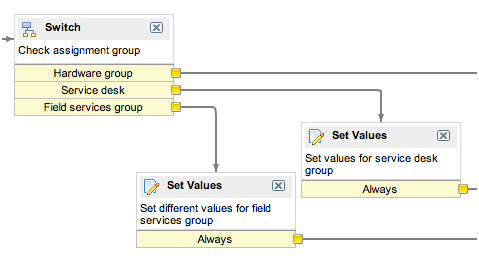 Switch
Check assignment group
Hardware group
Service desk
Field services group
Set Values
Set values for service desk
group
Always
Set Values
Set different values for field
services group
Always